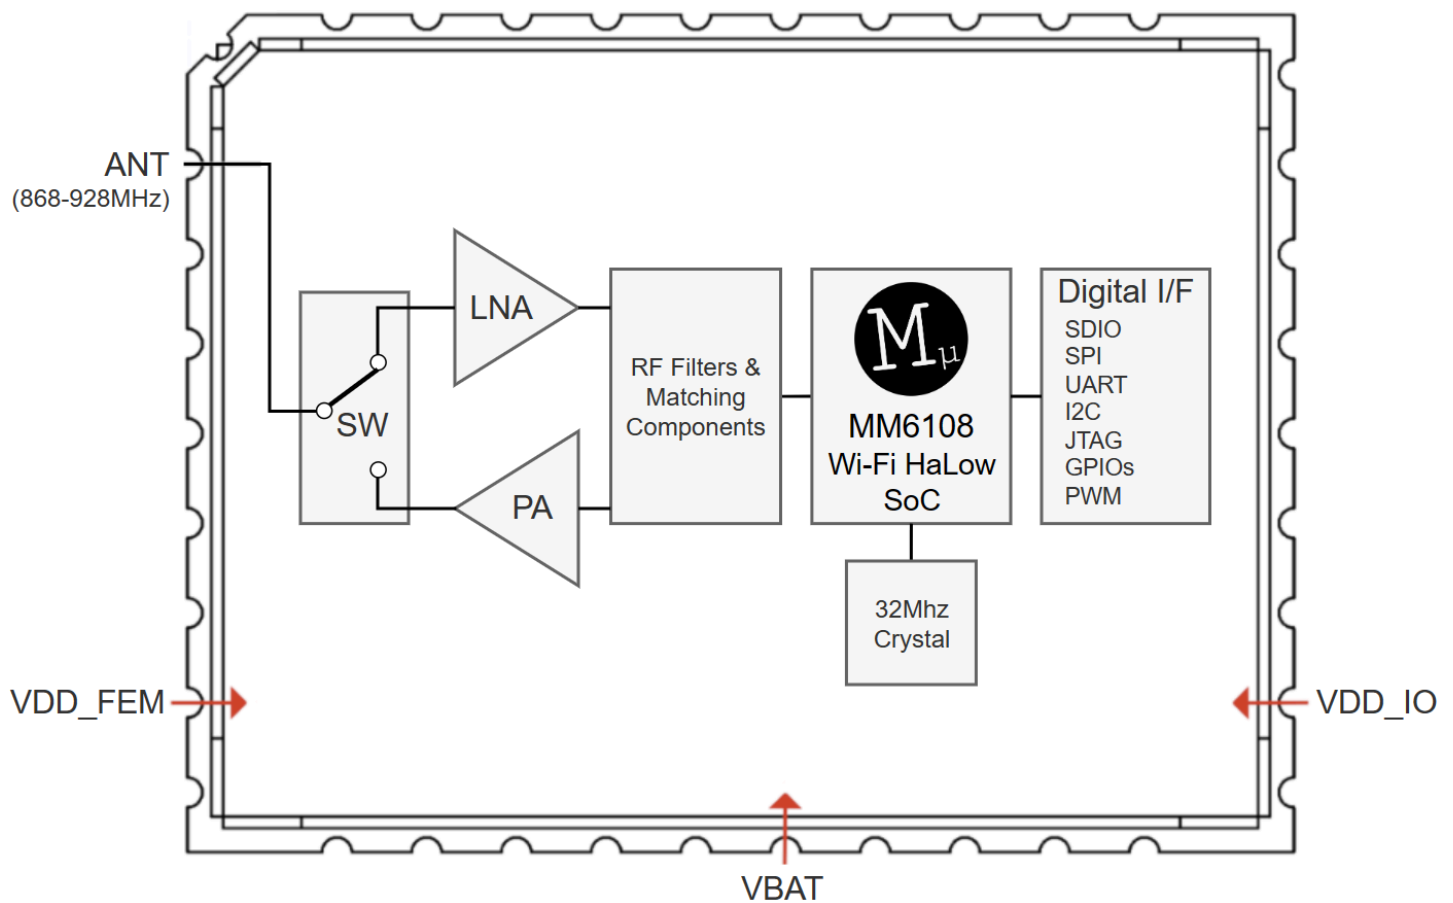 ANT
(868-928MHz)
LNA
SW
PA
RF Filters &
Matching
Components
Mμ
MM6108
Wi-Fi HaLow
SoC
Digital I/F
SDIO
SPI
UART
I2C
JTAG
GPIOs
PWM
32Mhz
Crystal
VDD_FEM
VDD_IO
VBAT